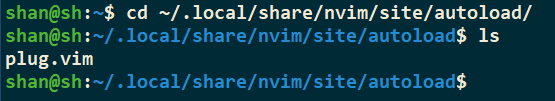 shan@sh:~$ cd ~/.local/share/nvim/site/autoload/
shan@sh:~/.local/share/nvim/site/autoload$ ls
plug.vim
shan@sh:~/.local/share/nvim/site/autoload$